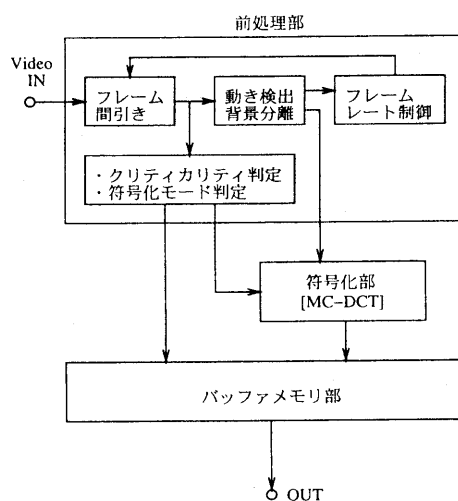 前処理部
Video
IN
フレーム
間引き
動き検出
背景分離
フレーム
レート制御
・クリティカリティ判定
・符号化モード判定
符号化部
[MC-DCT]
バッファメモリ部
OUT